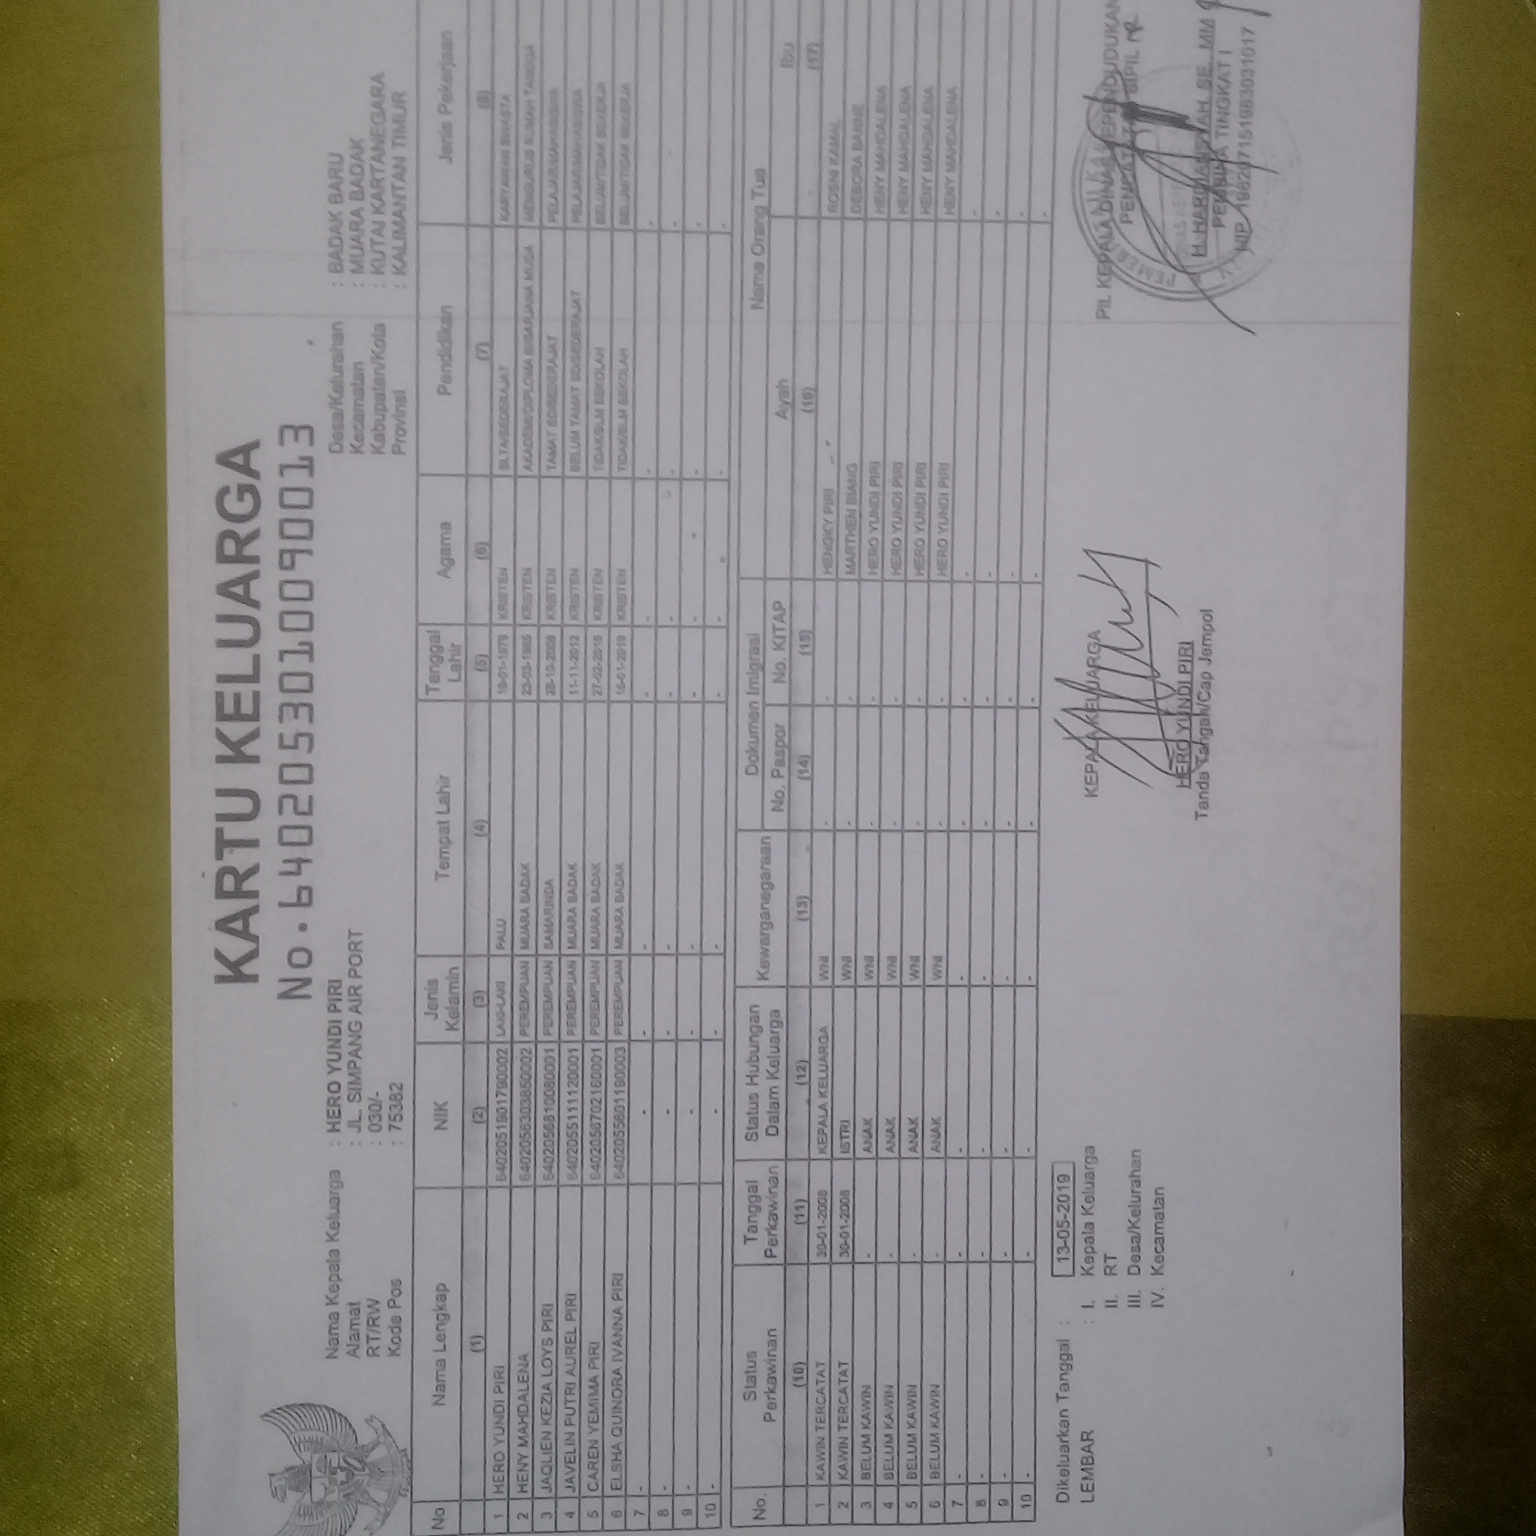 KARTU KELUARGA
No. 6402053010090013
Nama Kepala Keluarga : HERO YUNDI PIRI
Alamat : JL. SIMPANG AIR PORT
RT/RW : 030/-
Kode Pos : 75382
Desa/Kelurahan : BADAK BARU
Kecamatan : MUARA BADAK
Kabupaten/Kota : KUTAI KARTANEGARA
Provinsi : KALIMANTAN TIMUR
No Nama Lengkap NIK Jenis Kelamin Tempat Lahir Tanggal Lahir Agama Pendidikan Jenis Pekerjaan
(1) (2) (3) (4) (5) (6) (7) (8)
1 HERO YUNDI PIRI 6402051901790002 LAKI-LAKI PALU 19-01-1979 KRISTEN SLTA/SEDERAJAT KARYAWAN SWASTA
2 HENY MAHDALENA 6402056303850002 PEREMPUAN MUARA BADAK 23-03-1985 KRISTEN AKADEMI/DIPLOMA III/SARJANA MUDA MENGURUS RUMAH TANGGA
3 JAQLIEN KEZIA LOYS PIRI 6402056810080001 PEREMPUAN SAMARINDA 28-10-2008 KRISTEN TAMAT SD/SEDERAJAT PELAJAR/MAHASISWA
4 JAVELIN PUTRI AUREL PIRI 6402055111120001 PEREMPUAN MUARA BADAK 11-11-2012 KRISTEN BELUM TAMAT SD/SEDERAJAT PELAJAR/MAHASISWA
5 CAREN YEMIMA PIRI 6402056702160001 PEREMPUAN MUARA BADAK 27-02-2016 KRISTEN TIDAK/BLM SEKOLAH BELUM/TIDAK BEKERJA
6 ELSHA QUINORA IVANNA PIRI 6402055601190003 PEREMPUAN MUARA BADAK 16-01-2019 KRISTEN TIDAK/BLM SEKOLAH BELUM/TIDAK BEKERJA
7 - - - - - - - -
8 - - - - - - - -
9 - - - - - - - -
10 - - - - - - - -
No. Status Perkawinan Tanggal Perkawinan Status Hubungan Dalam Keluarga Kewarganegaraan Dokumen Imigrasi Nama Orang Tua
No. Paspor No. KITAP Ayah Ibu
(10) (11) (12) (13) (14) (15) (16) (17)
1 KAWIN TERCATAT 30-01-2008 KEPALA KELUARGA WNI - - HENGKY PIRI ROSNI KAMAL
2 KAWIN TERCATAT 30-01-2008 ISTRI WNI - - MARTHEN BIANG DEBORA BANNE
3 BELUM KAWIN - ANAK WNI - - HERO YUNDI PIRI HENY MAHDALENA
4 BELUM KAWIN - ANAK WNI - - HERO YUNDI PIRI HENY MAHDALENA
5 BELUM KAWIN - ANAK WNI - - HERO YUNDI PIRI HENY MAHDALENA
6 BELUM KAWIN - ANAK WNI - - HERO YUNDI PIRI HENY MAHDALENA
7 - - - - - - - -
8 - - - - - - - -
9 - - - - - - - -
10 - - - - - - - -
Dikeluarkan Tanggal : 13-05-2019
LEMBAR : I. Kepala Keluarga
II. RT
III. Desa/Kelurahan
IV. Kecamatan
KEPALA KELUARGA
HERO YUNDI PIRI
Tanda Tangan/Cap Jempol
Plt. KEPALA DINAS KEPENDUDUKAN
PENCATATAN SIPIL
H. HARDIANSYAH, SE., MM
PEMBINA TINGKAT I
NIP. 196207151983031017